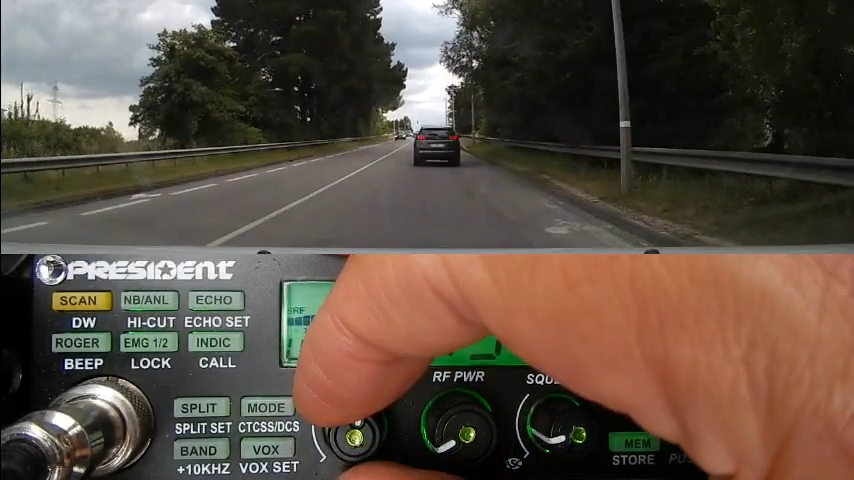 PRESIDENT
SCAN NB/ANL ECHO
DW HI-CUT ECHO SET
ROGER EMG 1/2 INDIC
BEEP LOCK CALL
SRF
RF PWR
SPLIT MODE
SPLIT SET CTCSS/DCS
BAND VOX
+10KHZ VOX SET
MEM
STORE